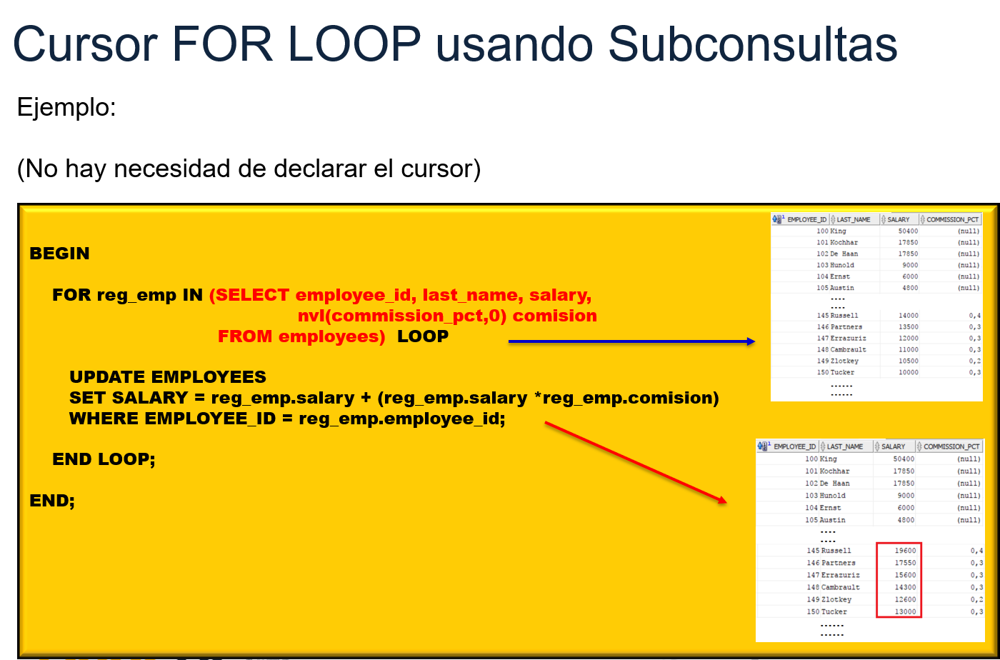 Cursor FOR LOOP usando Subconsultas
Ejemplo:
(No hay necesidad de declarar el cursor)
BEGIN
FOR reg_emp IN (SELECT employee_id, last_name, salary,
nvl(commission_pct,0) comision
FROM employees) LOOP
UPDATE EMPLOYEES
SET SALARY = reg_emp.salary + (reg_emp.salary *reg_emp.comision)
WHERE EMPLOYEE_ID = reg_emp.employee_id;
END LOOP;
END;
EMPLOYEE_ID LAST_NAME SALARY COMMISSION_PCT
100 King 50400 (null)
101 Kochhar 17850 (null)
102 De Haan 17850 (null)
103 Hunold 9000 (null)
104 Ernst 6000 (null)
105 Austin 4800 (null)
----
----
145 Russell 14000 0,4
146 Partners 13500 0,3
147 Errazuriz 12000 0,3
148 Cambrault 11000 0,3
149 Zlotkey 10500 0,2
150 Tucker 10000 0,3
------
------
EMPLOYEE_ID LAST_NAME SALARY COMMISSION_PCT
100 King 50400 (null)
101 Kochhar 17850 (null)
102 De Haan 17850 (null)
103 Hunold 9000 (null)
104 Ernst 6000 (null)
105 Austin 4800 (null)
----
----
145 Russell 19600 0,4
146 Partners 17550 0,3
147 Errazuriz 15600 0,3
148 Cambrault 14300 0,3
149 Zlotkey 12600 0,2
150 Tucker 13000 0,3
------
------